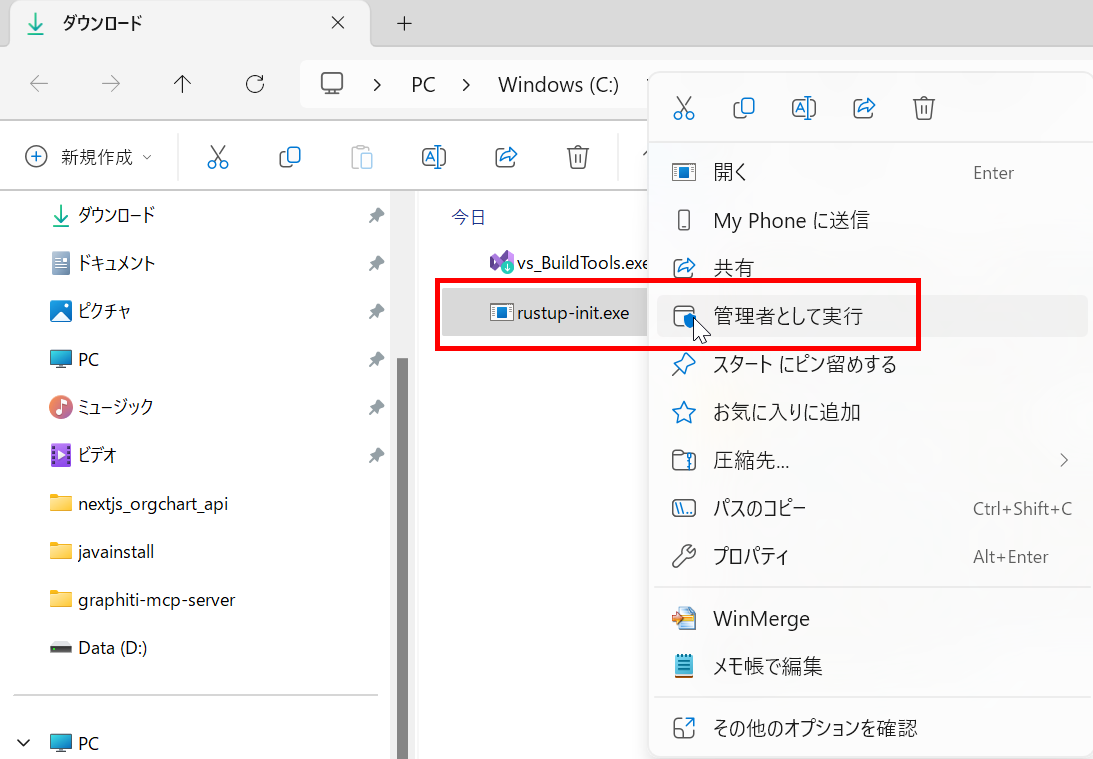 ダウンロード
PC
Windows (C:)
新規作成
ダウンロード
ドキュメント
ピクチャ
PC
ミュージック
ビデオ
nextjs_orgchart_api
javainstall
graphiti-mcp-server
Data (D:)
PC
今日
vs_BuildTools.exe
rustup-init.exe
開く Enter
My Phone に送信
共有
管理者として実行
スタート にピン留めする
お気に入りに追加
圧縮先...
パスのコピー Ctrl+Shift+C
プロパティ Alt+Enter
WinMerge
メモ帳で編集
その他のオプションを確認